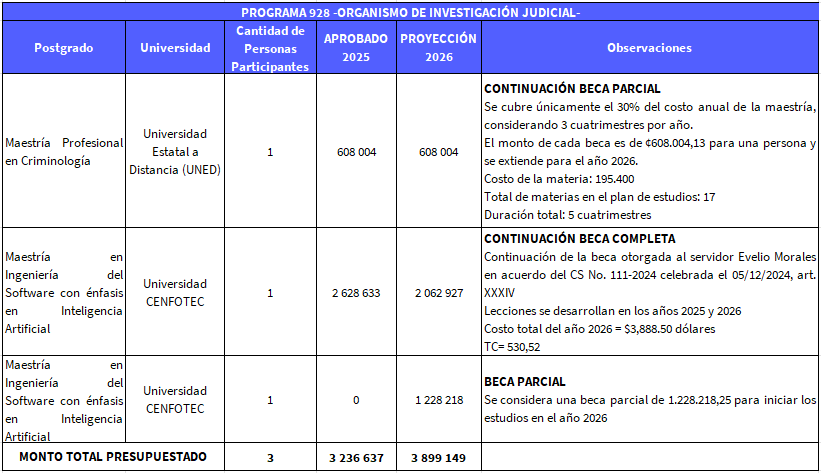 PROGRAMA 928 -ORGANISMO DE INVESTIGACIÓN JUDICIAL-
Postgrado
Universidad
Cantidad de
Personas
Participantes
APROBADO
2025
PROYECCIÓN
2026
Observaciones
Maestría Profesional
en Criminología
Universidad
Estatal a
Distancia (UNED)
1
608 004
608 004
CONTINUACIÓN BECA PARCIAL
Se cubre únicamente el 30% del costo anual de la maestría,
considerando 3 cuatrimestres por año.
El monto de cada beca es de ¢608.004,13 para una persona y
se extiende para el año 2026.
Costo de la materia: 195.400
Total de materias en el plan de estudios: 17
Duración total: 5 cuatrimestres
Maestría en
Ingeniería del
Software con énfasis
en Inteligencia
Artificial
Universidad
CENFOTEC
1
2 628 633
2 062 927
CONTINUACIÓN BECA COMPLETA
Continuación de la beca otorgada al servidor Evelio Morales
en acuerdo del CS No. 111-2024 celebrada el 05/12/2024, art.
XXXIV
Lecciones se desarrollan en los años 2025 y 2026
Costo total del año 2026 = $3,888.50 dólares
TC= 530,52
Maestría en
Ingeniería del
Software con énfasis
en Inteligencia
Artificial
Universidad
CENFOTEC
1
0
1 228 218
BECA PARCIAL
Se considera una beca parcial de 1.228.218,25 para iniciar los
estudios en el año 2026
MONTO TOTAL PRESUPUESTADO
3
3 236 637
3 899 149